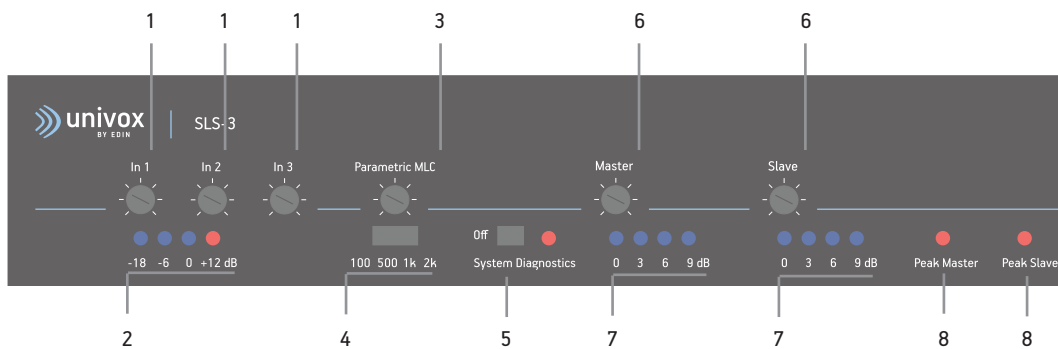 1 1 1 3 6 6
univox
BY EDIN
SLS-3
In 1 In 2 In 3 Parametric MLC Master Slave
Off
-18 -6 0 +12 dB 100 500 1k 2k System Diagnostics 0 3 6 9 dB 0 3 6 9 dB Peak Master Peak Slave
2 4 5 7 7 8 8